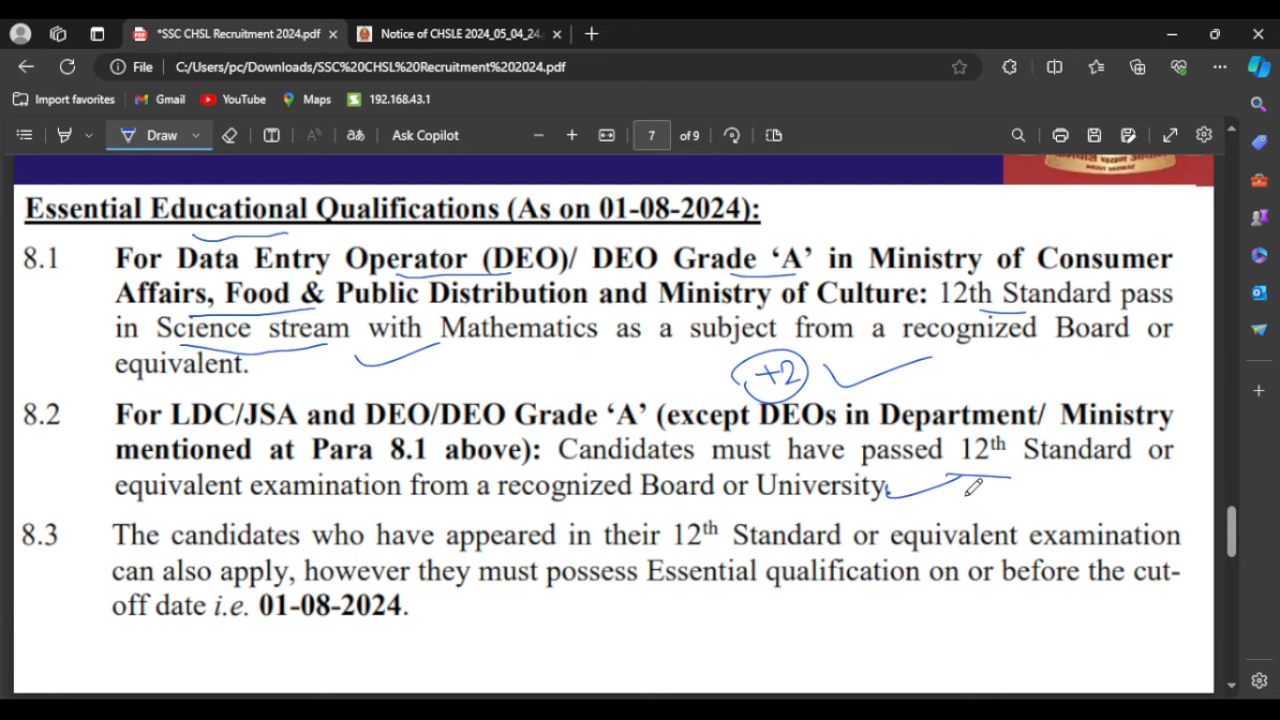 *SSC CHSL Recruitment 2024.pdf
Notice of CHSLE 2024_05_04_24.
File
C:/Users/pc/Downloads/SSC%20CHSL%20Recruitment%202024.pdf
Import favorites
Gmail
YouTube
Maps
192.168.43.1
Draw
Ask Copilot
7 of 9
Essential Educational Qualifications (As on 01-08-2024):
8.1 For Data Entry Operator (DEO)/ DEO Grade ‘A’ in Ministry of Consumer
Affairs, Food & Public Distribution and Ministry of Culture: 12th Standard pass
in Science stream with Mathematics as a subject from a recognized Board or
equivalent.
+2
8.2 For LDC/JSA and DEO/DEO Grade ‘A’ (except DEOs in Department/ Ministry
mentioned at Para 8.1 above): Candidates must have passed 12th Standard or
equivalent examination from a recognized Board or University.
8.3 The candidates who have appeared in their 12th Standard or equivalent examination
can also apply, however they must possess Essential qualification on or before the cut-
off date i.e. 01-08-2024.